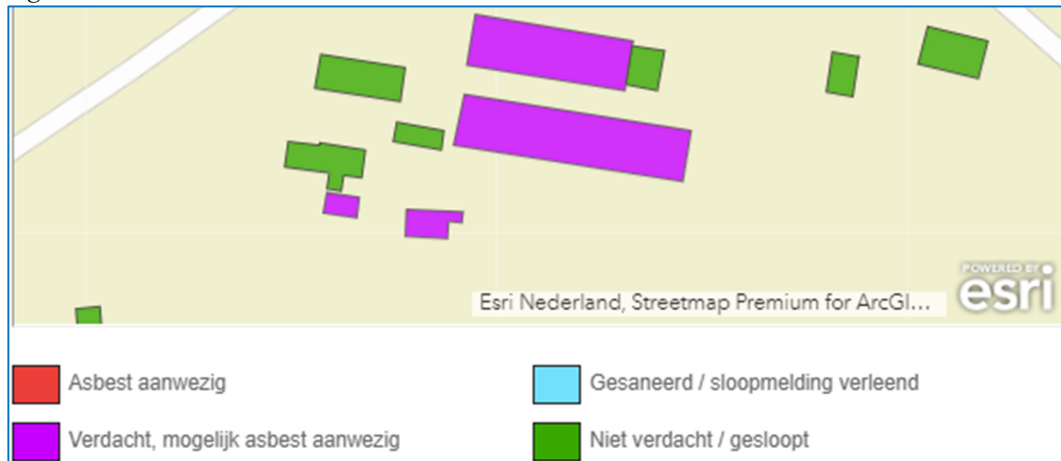 POWERED BY
esri
Esri Nederland, Streetmap Premium for ArcGI...
Asbest aanwezig
Gesaneerd / sloopmelding verleend
Verdacht, mogelijk asbest aanwezig
Niet verdacht / gesloopt